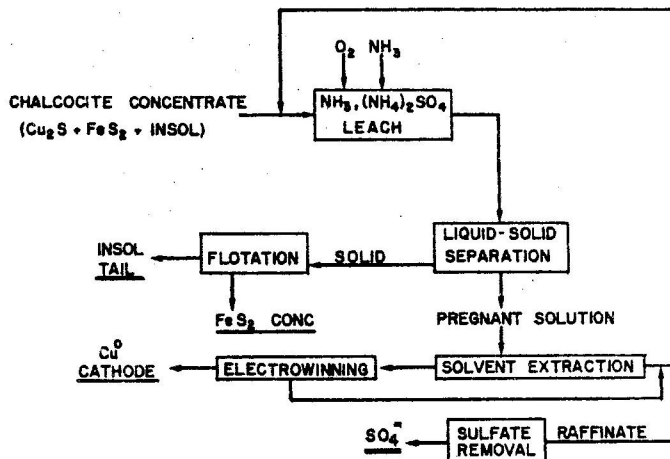 O2 NH3
CHALCOCITE CONCENTRATE
(Cu2S + FeS2 + INSOL)
NH3,(NH4)2SO4
LEACH
LIQUID-SOLID
SEPARATION
SOLID
FLOTATION
INSOL
TAIL
FeS2 CONC
PREGNANT SOLUTION
Cu°
CATHODE
ELECTROWINNING
SOLVENT EXTRACTION
SO4=
SULFATE
REMOVAL
RAFFINATE